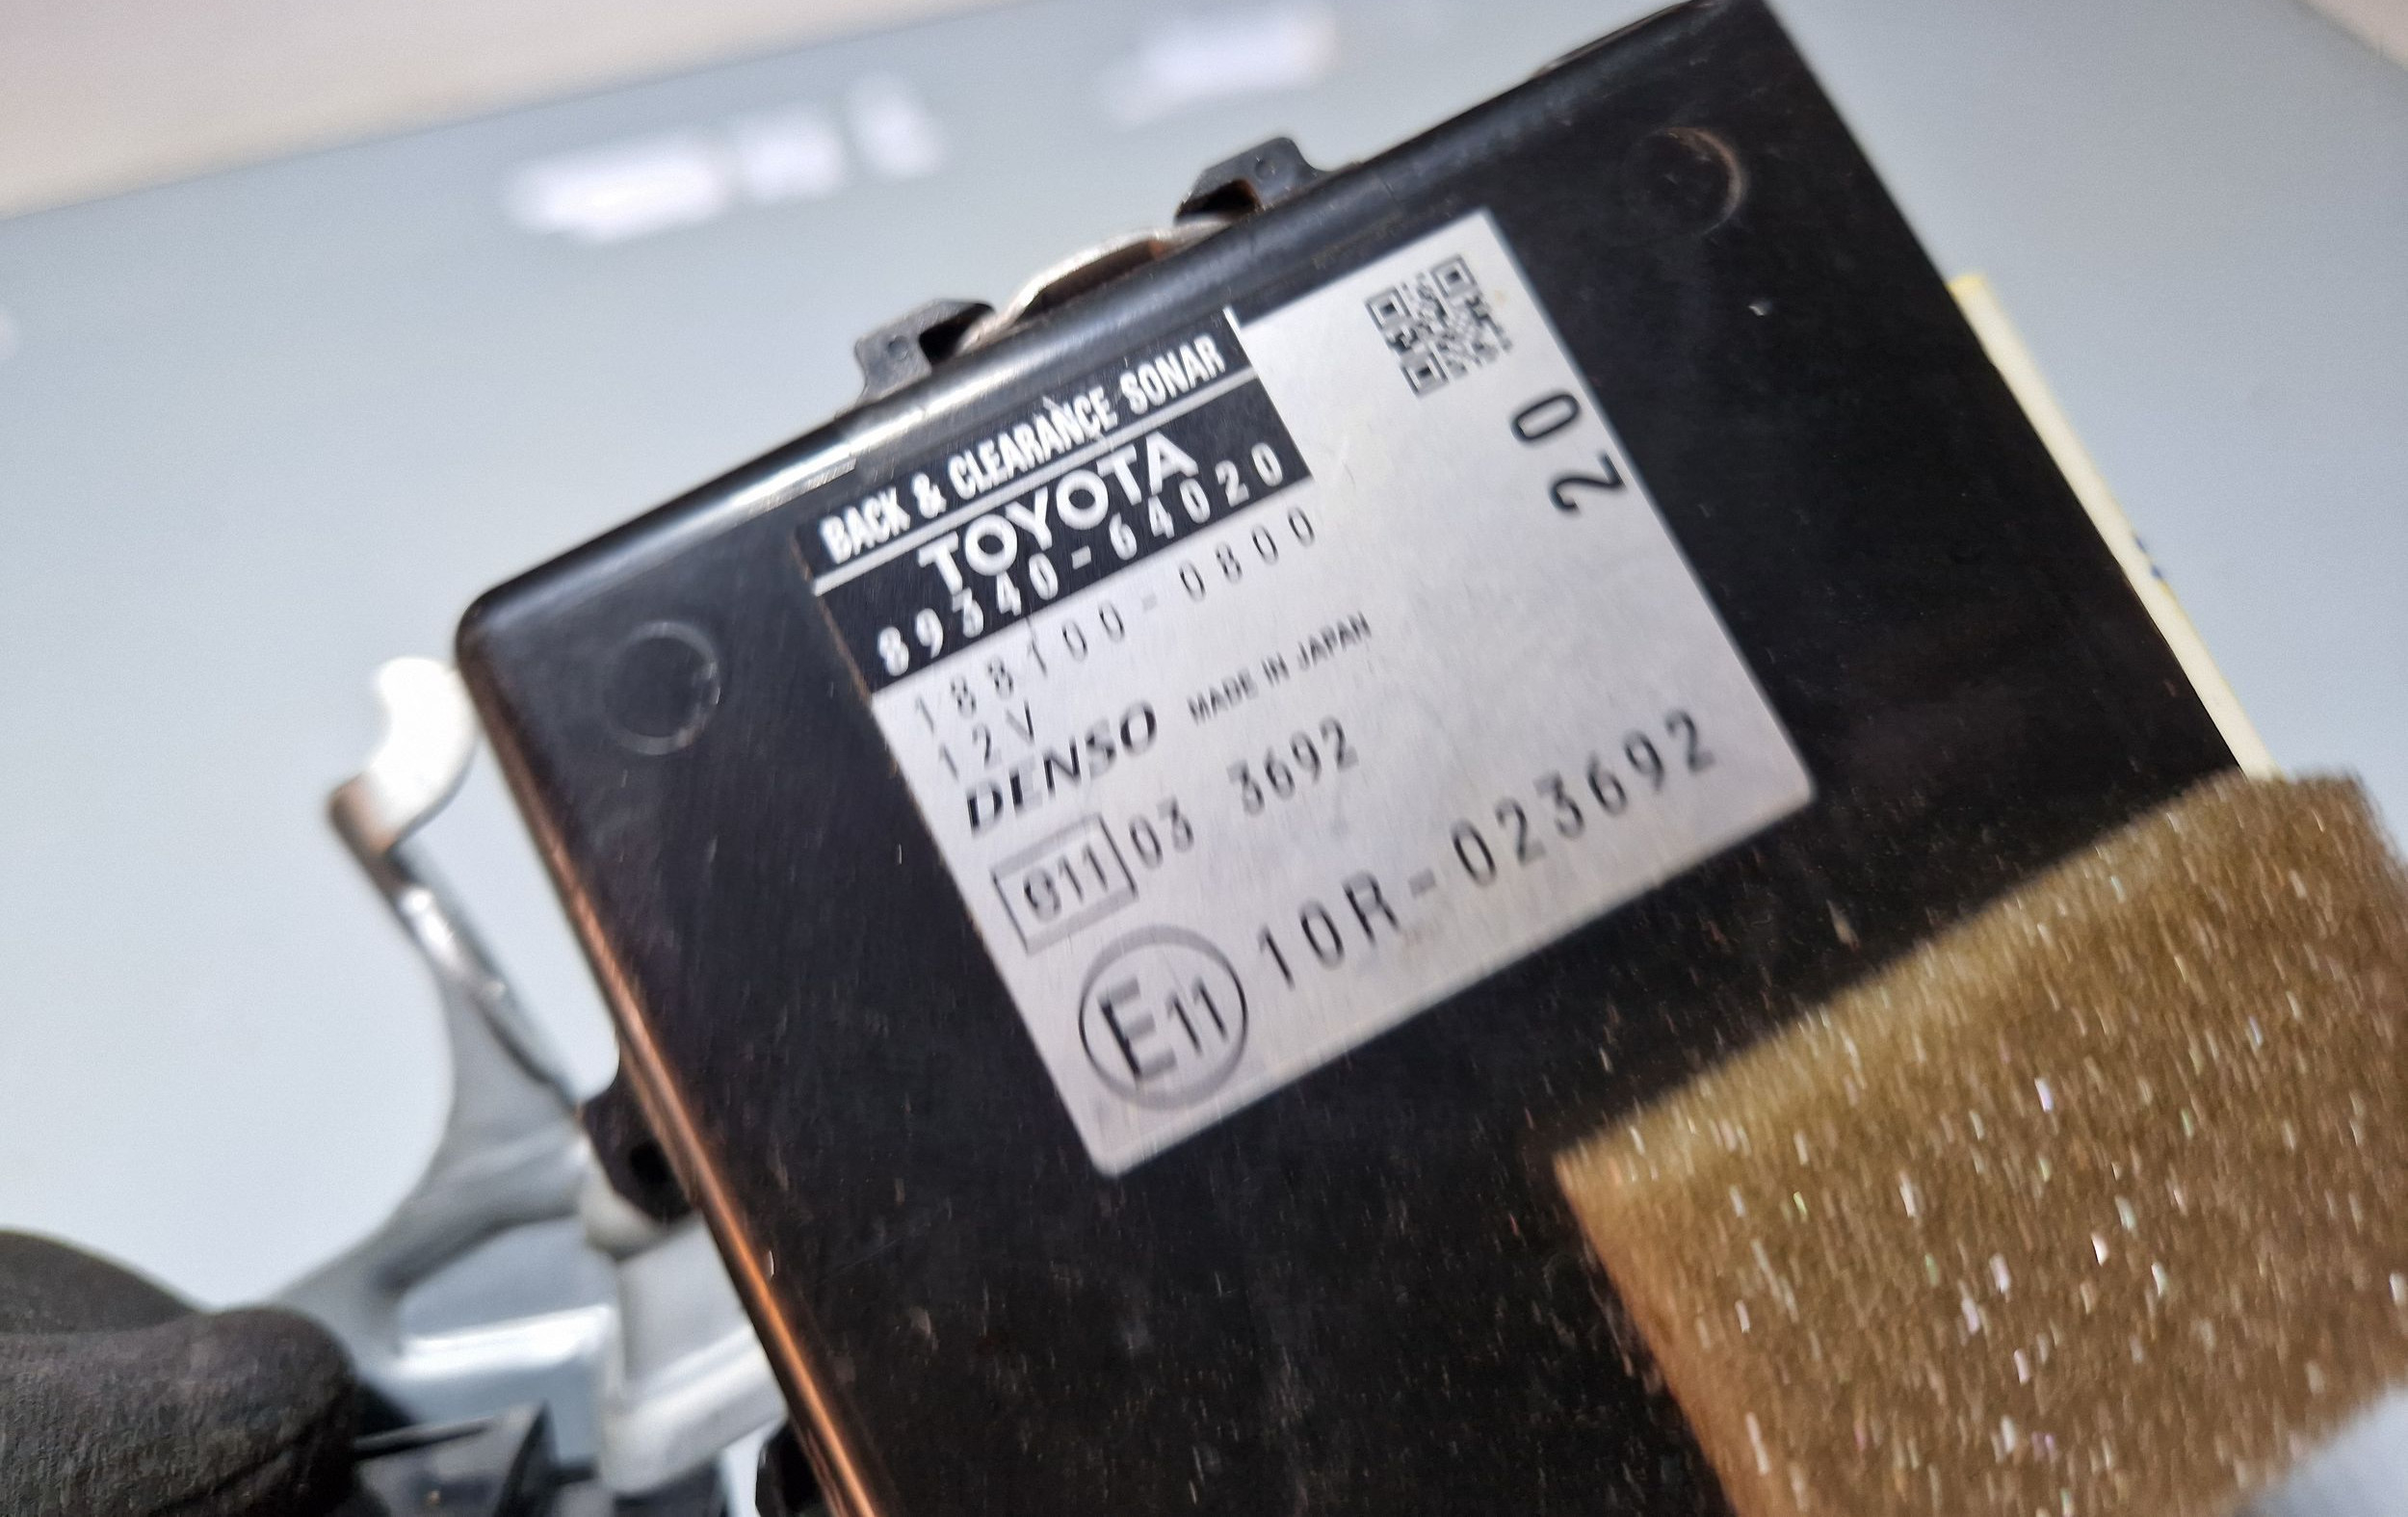 BACK & CLEARANCE SONAR
TOYOTA
89340-64020
188100-0800
12V
DENSO MADE IN JAPAN
e11 03 3692
E11 10R-023692
20